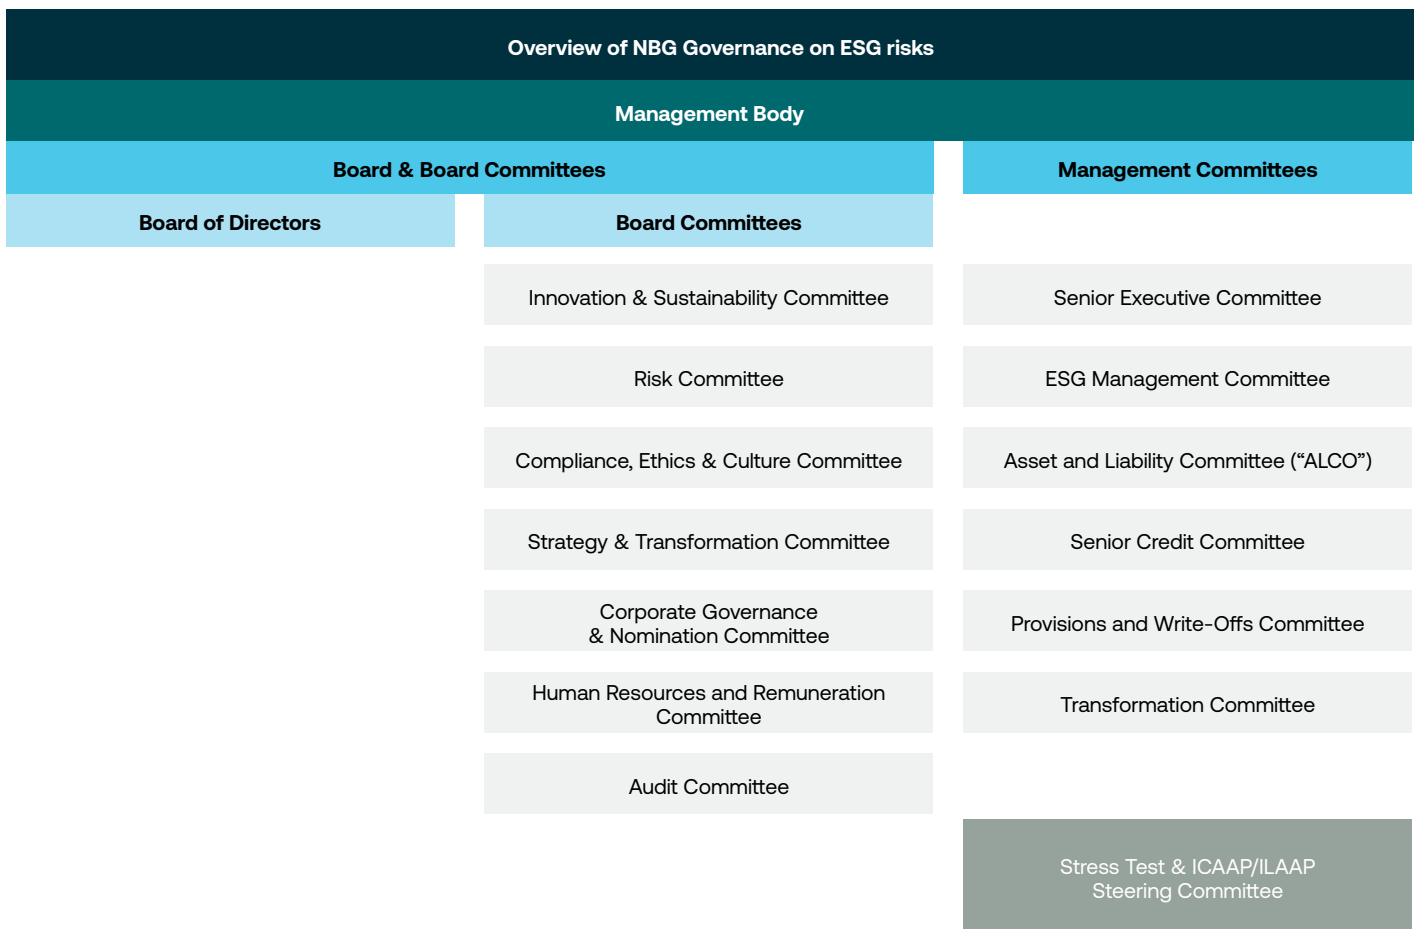 Overview of NBG Governance on ESG risks
Management Body
Board & Board Committees
Management Committees
Board of Directors
Board Committees
Innovation & Sustainability Committee
Senior Executive Committee
Risk Committee
ESG Management Committee
Compliance, Ethics & Culture Committee
Asset and Liability Committee (“ALCO”)
Strategy & Transformation Committee
Senior Credit Committee
Corporate Governance
& Nomination Committee
Provisions and Write-Offs Committee
Human Resources and Remuneration
Committee
Transformation Committee
Audit Committee
Stress Test & ICAAP/ILAAP
Steering Committee